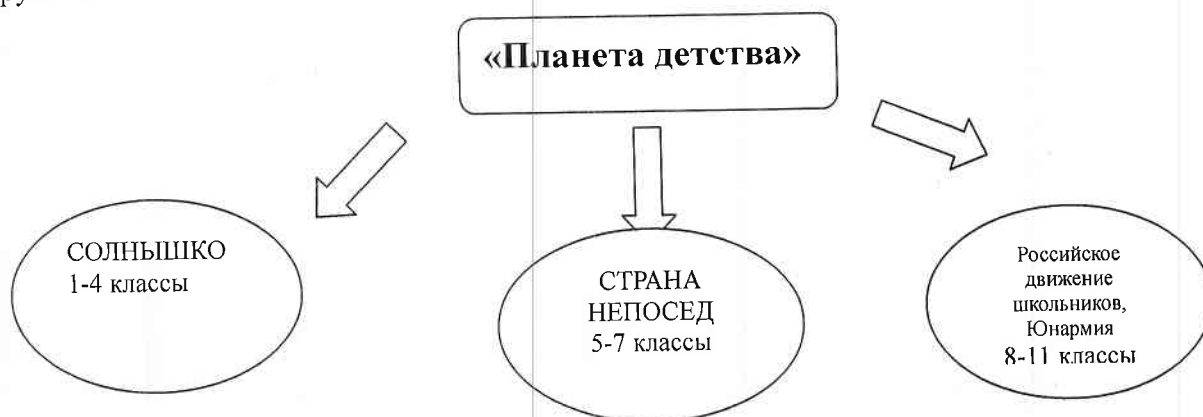 «Планета детства»
СОЛНЫШКО
1-4 классы
СТРАНА
НЕПОСЕД
5-7 классы
Российское
движение
школьников,
Юнармия
8-11 классы